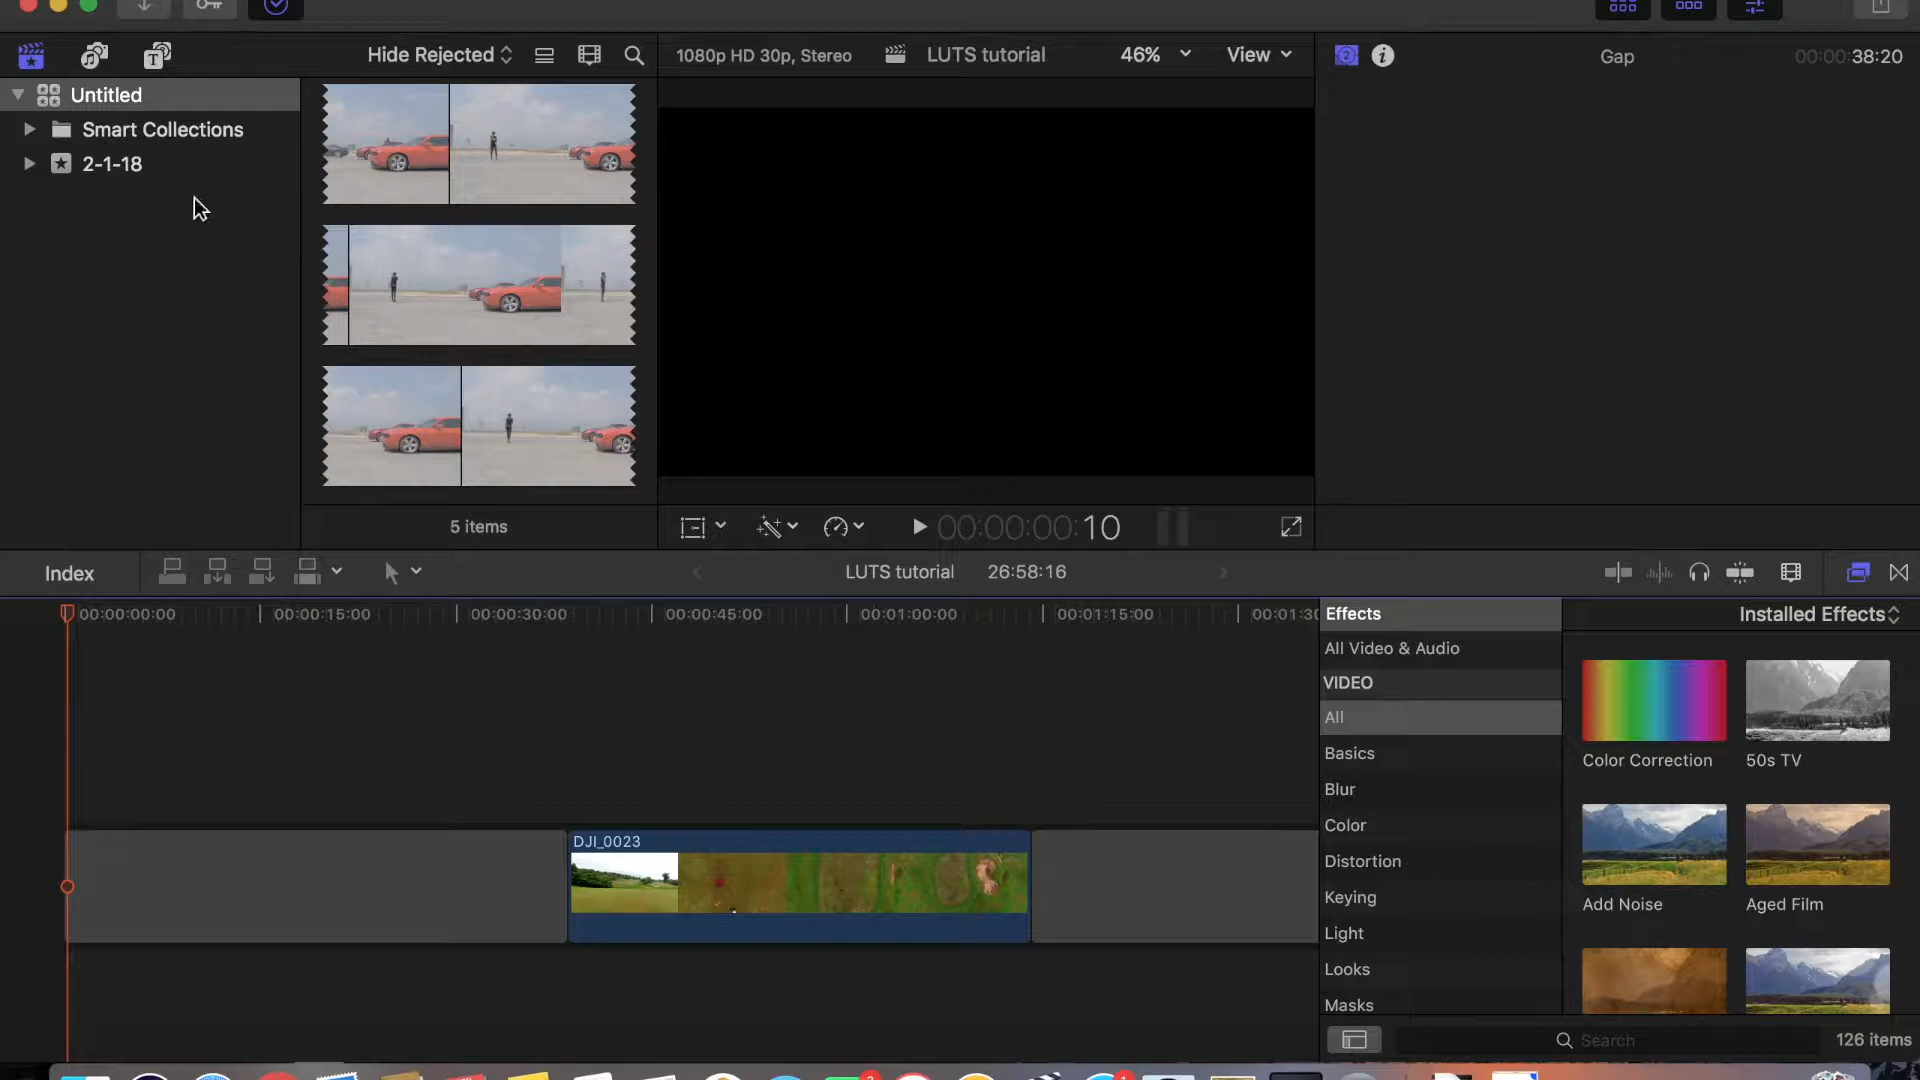 Hide Rejected
1080p HD 30p, Stereo
LUTS tutorial
46%
View
Gap
00:00:38:20
Untitled
Smart Collections
2-1-18
5 items
00:00:00:10
Index
LUTS tutorial
26:58:16
00:00:00:00
00:00:15:00
00:00:30:00
00:00:45:00
00:01:00:00
00:01:15:00
Effects
Installed Effects
All Video & Audio
VIDEO
All
Basics
Blur
Color
Distortion
Keying
Light
Looks
Masks
Color Correction
50s TV
Add Noise
Aged Film
DJI_0023
Search
126 items